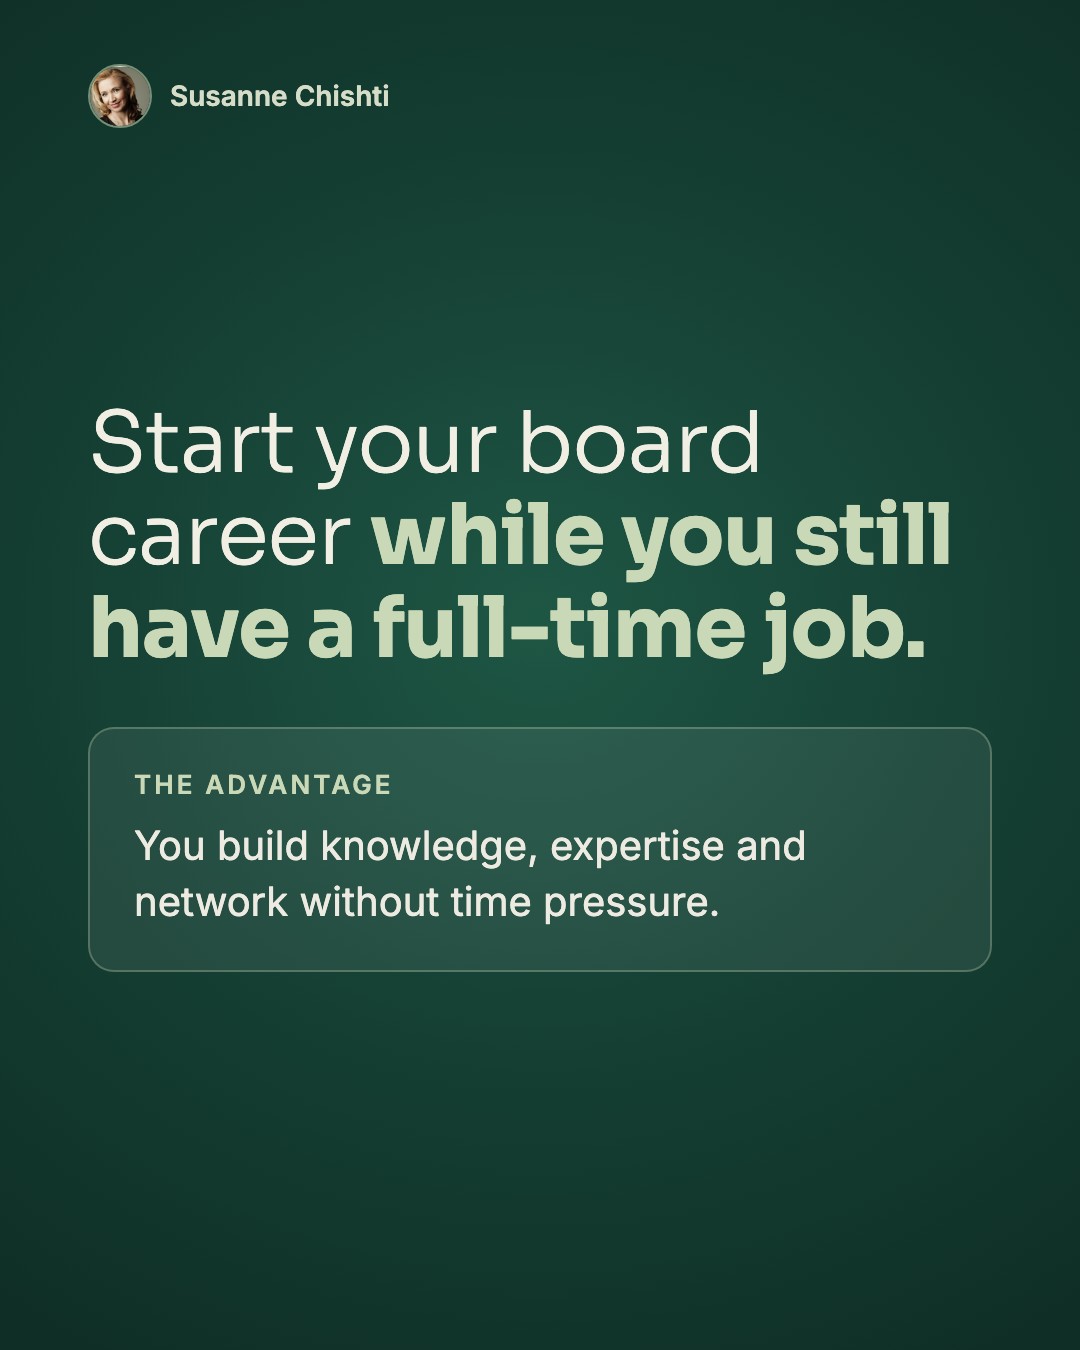 Susanne Chishti
Start your board
career while you still
have a full-time job.
THE ADVANTAGE
You build knowledge, expertise and
network without time pressure.